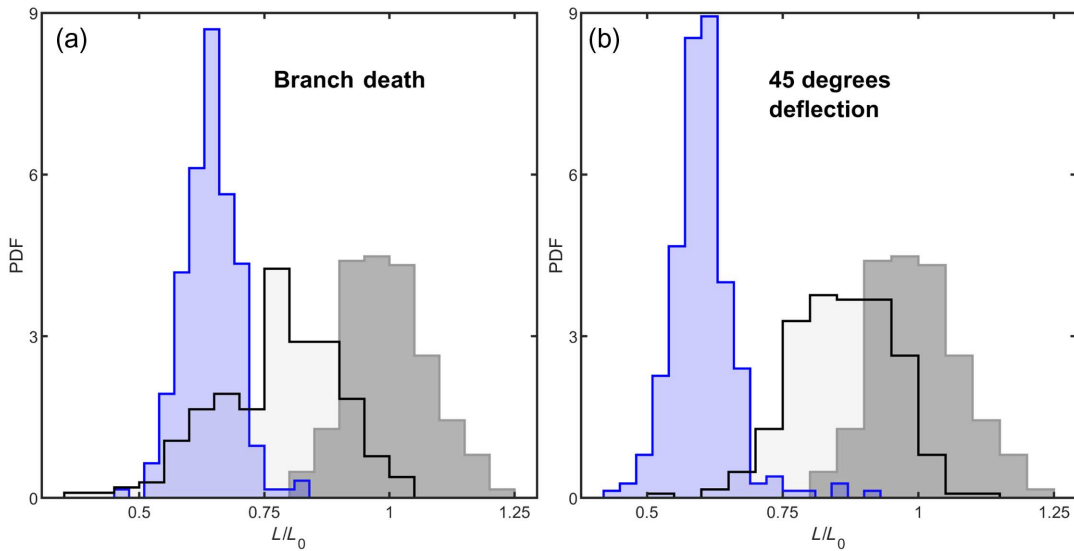 (a)
Branch death
9
6
3
0
PDF
0.5 0.75 1 1.25
L/L0
(b)
45 degrees
deflection
9
6
3
0
PDF
0.5 0.75 1 1.25
L/L0